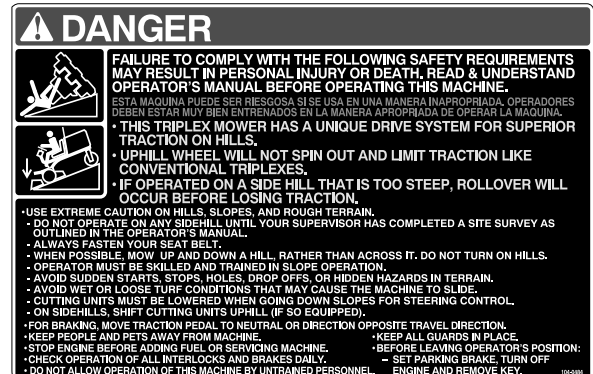 DANGER
FAILURE TO COMPLY WITH THE FOLLOWING SAFETY REQUIREMENTS
MAY RESULT IN PERSONAL INJURY OR DEATH. READ & UNDERSTAND
OPERATOR'S MANUAL BEFORE OPERATING THIS MACHINE.
ESTA MAQUINA PUEDE SER RIESGOSA SI SE USA EN UNA MANERA INAPROPRIADA. OPERADORES
DEBEN ESTAR MUY BIEN ENTRENADOS EN LA MANERA APROPRIADA DE OPERAR LA MAQUINA.
• THIS TRIPLEX MOWER HAS A UNIQUE DRIVE SYSTEM FOR SUPERIOR
TRACTION ON HILLS.
• UPHILL WHEEL WILL NOT SPIN OUT AND LIMIT TRACTION LIKE
CONVENTIONAL TRIPLEXES.
• IF OPERATED ON A SIDE HILL THAT IS TOO STEEP, ROLLOVER WILL
OCCUR BEFORE LOSING TRACTION.
• USE EXTREME CAUTION ON HILLS, SLOPES, AND ROUGH TERRAIN.
- DO NOT OPERATE ON ANY SIDEHILL UNTIL YOUR SUPERVISOR HAS COMPLETED A SITE SURVEY AS
OUTLINED IN THE OPERATOR'S MANUAL.
- ALWAYS FASTEN YOUR SEAT BELT.
- WHEN POSSIBLE, MOW UP AND DOWN A HILL, RATHER THAN ACROSS IT. DO NOT TURN ON HILLS.
- OPERATOR MUST BE SKILLED AND TRAINED IN SLOPE OPERATION.
- AVOID SUDDEN STARTS, STOPS, HOLES, DROP OFFS, OR HIDDEN HAZARDS IN TERRAIN.
- AVOID WET OR LOOSE TURF CONDITIONS THAT MAY CAUSE THE MACHINE TO SLIDE.
- CUTTING UNITS MUST BE LOWERED WHEN GOING DOWN SLOPES FOR STEERING CONTROL.
- ON SIDEHILLS, SHIFT CUTTING UNITS UPHILL (IF SO EQUIPPED).
• FOR BRAKING, MOVE TRACTION PEDAL TO NEUTRAL OR DIRECTION OPPOSITE TRAVEL DIRECTION.
• KEEP PEOPLE AND PETS AWAY FROM MACHINE.
• STOP ENGINE BEFORE ADDING FUEL OR SERVICING MACHINE.
• CHECK OPERATION OF ALL INTERLOCKS AND BRAKES DAILY.
• DO NOT ALLOW OPERATION OF THIS MACHINE BY UNTRAINED PERSONNEL.
• KEEP ALL GUARDS IN PLACE.
• BEFORE LEAVING OPERATOR'S POSITION:
- SET PARKING BRAKE, TURN OFF
ENGINE AND REMOVE KEY.
104-0484